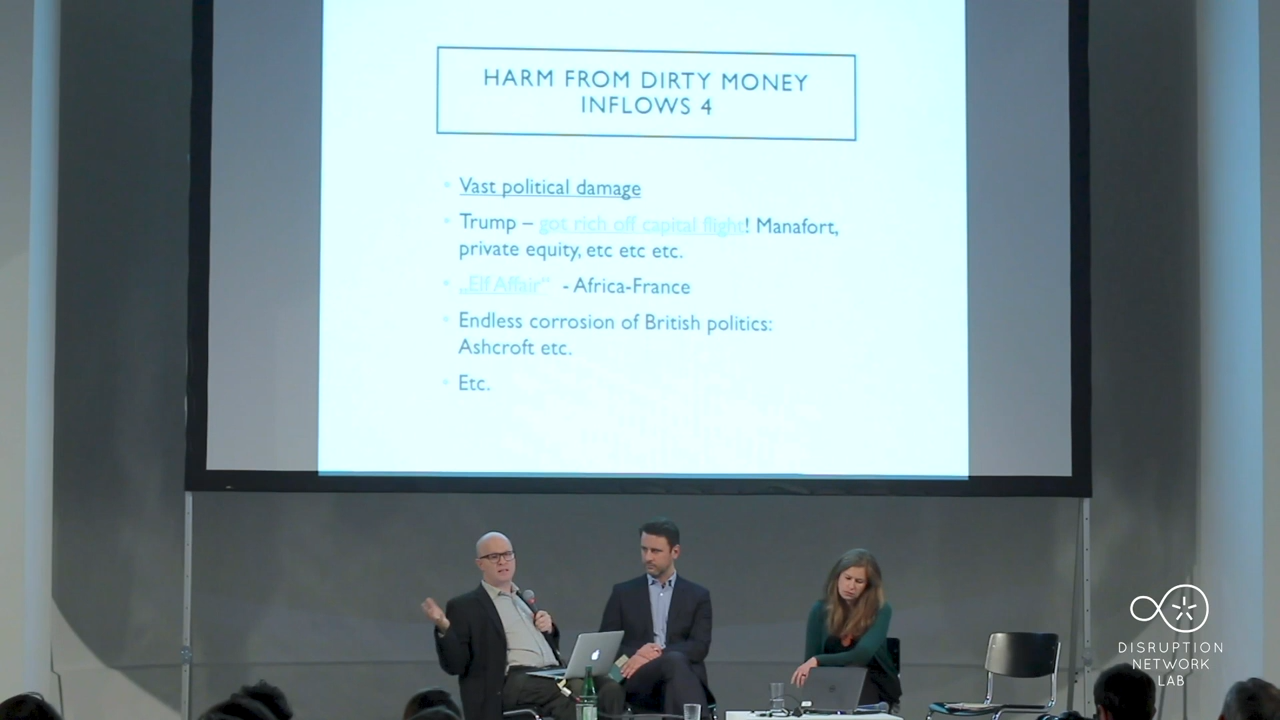 HARM FROM DIRTY MONEY
INFLOWS 4
Vast political damage
Trump – got rich off capital flight! Manafort,
private equity, etc etc etc.
„Elf Affair" - Africa-France
Endless corrosion of British politics:
Ashcroft etc.
Etc.
DISRUPTION
NETWORK
LAB